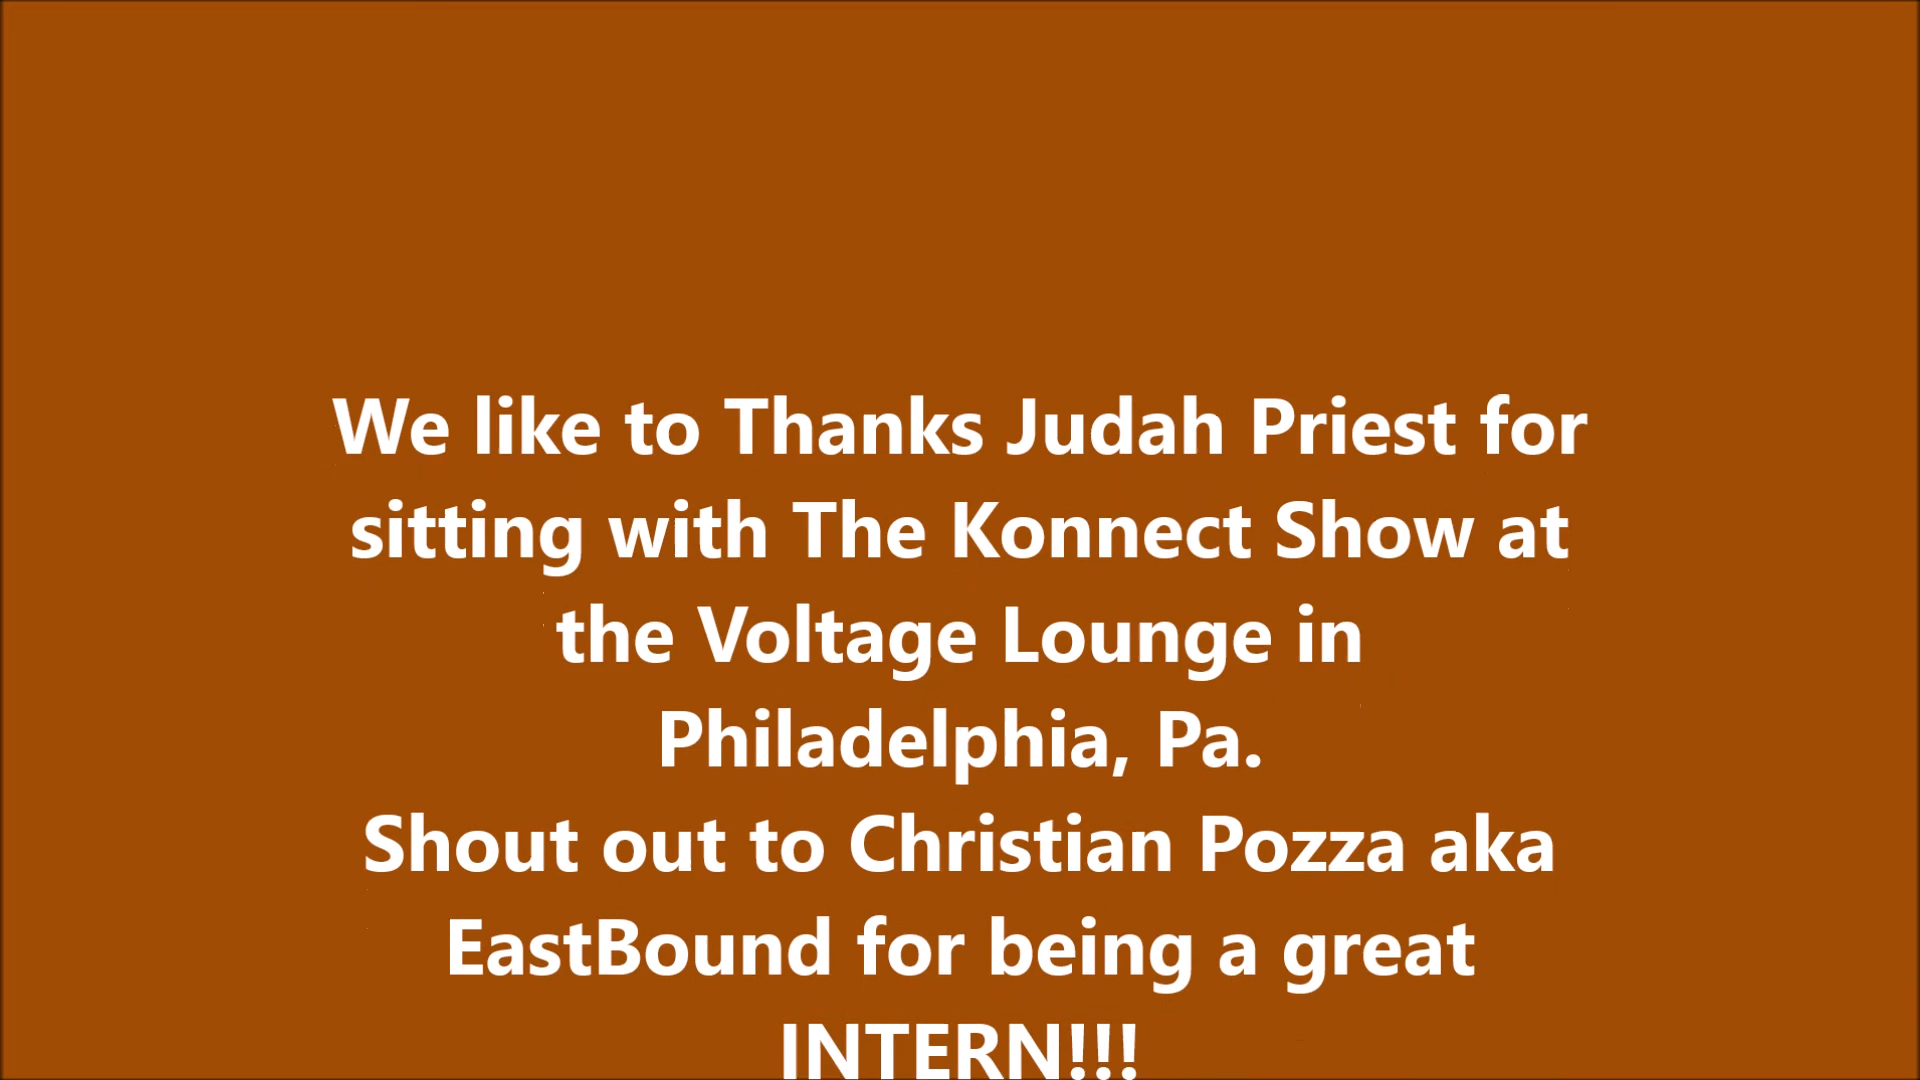 We like to Thanks Judah Priest for
sitting with The Konnect Show at
the Voltage Lounge in
Philadelphia, Pa.
Shout out to Christian Pozza aka
EastBound for being a great
INTERN!!!